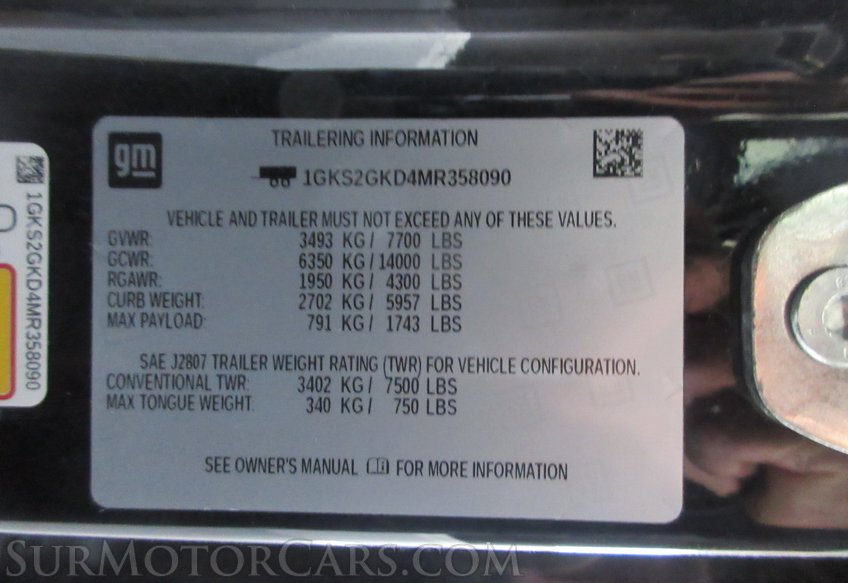 gm
TRAILERING INFORMATION
1GKS2GKD4MR358090
VEHICLE AND TRAILER MUST NOT EXCEED ANY OF THESE VALUES.
GVWR: 3493 KG / 7700 LBS
GCWR: 6350 KG / 14000 LBS
RGAWR: 1950 KG / 4300 LBS
CURB WEIGHT: 2702 KG / 5957 LBS
MAX PAYLOAD: 791 KG / 1743 LBS
SAE J2807 TRAILER WEIGHT RATING (TWR) FOR VEHICLE CONFIGURATION.
CONVENTIONAL TWR: 3402 KG / 7500 LBS
MAX TONGUE WEIGHT: 340 KG / 750 LBS
SEE OWNER'S MANUAL FOR MORE INFORMATION
1GKS2GKD4MR358090
SURMOTORCARS.COM